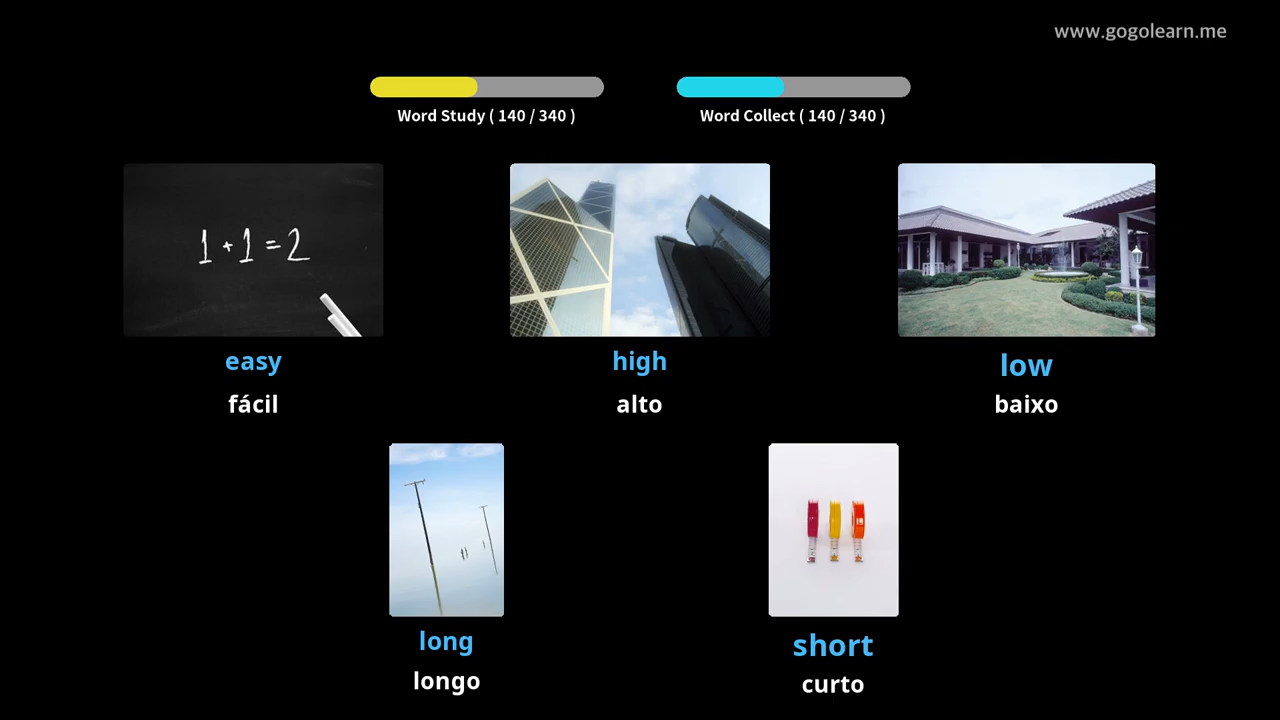 www.gogolearn.me
Word Study ( 140 / 340 )
Word Collect ( 140 / 340 )
1 + 1 = 2
easy
fácil
high
alto
low
baixo
long
longo
short
curto